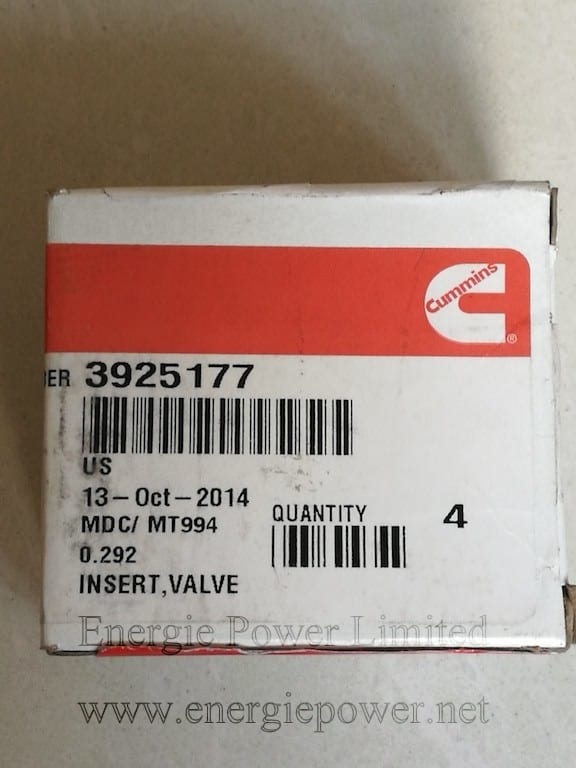 Cummins
®
3925177
US
13-Oct-2014
MDC/ MT994
QUANTITY 4
0.292
INSERT,VALVE
Energie Power Limited
www.energiepower.net